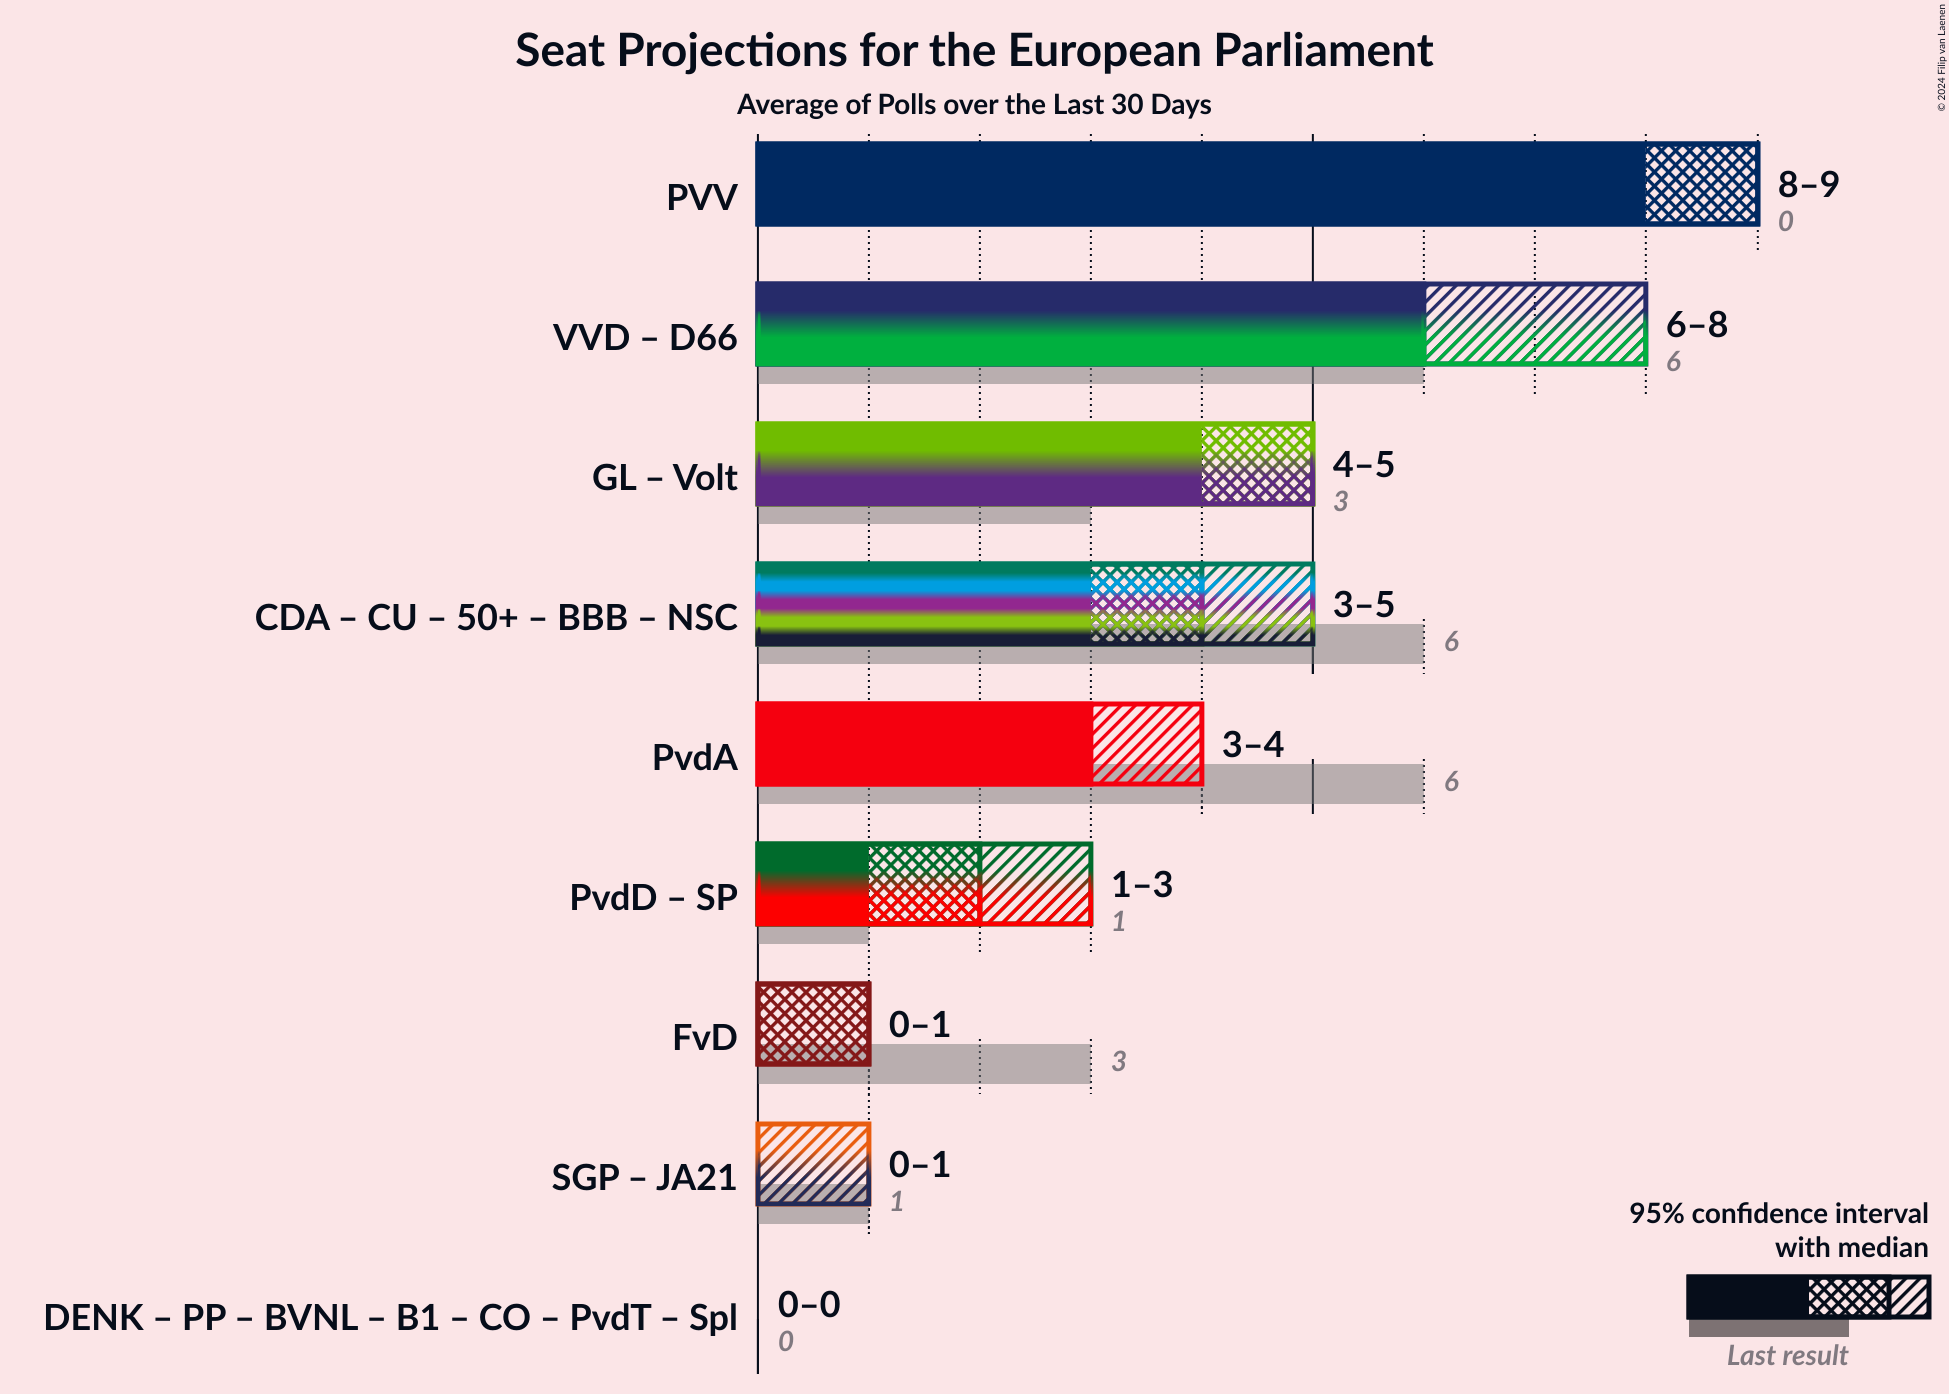 Seat Projections for the European Parliament
Average of Polls over the Last 30 Days
© 2024 Filip van Laenen
PVV
8–9
0
VVD – D66
6–8
6
GL – Volt
4–5
3
CDA – CU – 50+ – BBB – NSC
3–5
6
PvdA
3–4
6
PvdD – SP
1–3
1
FvD
0–1
3
SGP – JA21
0–1
1
DENK – PP – BVNL – B1 – CO – PvdT – Spl
0–0
0
95% confidence interval
with median
Last result